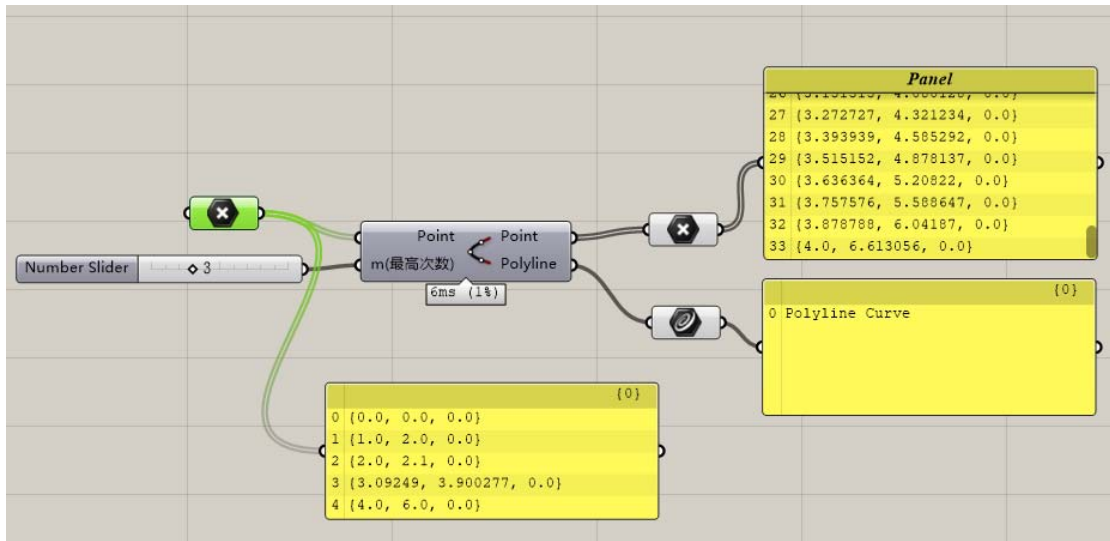 Panel
27 {3.272727, 4.321234, 0.0}
28 {3.393939, 4.585292, 0.0}
29 {3.515152, 4.878137, 0.0}
30 {3.636364, 5.20822, 0.0}
31 {3.757576, 5.588647, 0.0}
32 {3.878788, 6.04187, 0.0}
33 {4.0, 6.613056, 0.0}
Point Point
m(最高次数) Polyline
6ms (1%)
Number Slider 3
{0}
0 Polyline Curve
{0}
0 {0.0, 0.0, 0.0}
1 {1.0, 2.0, 0.0}
2 {2.0, 2.1, 0.0}
3 {3.09249, 3.900277, 0.0}
4 {4.0, 6.0, 0.0}